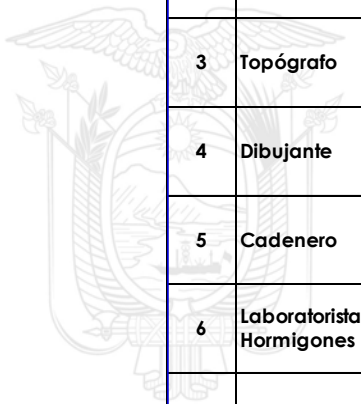 3 Topógrafo
4 Dibujante
5 Cadenero
6 Laboratorista
Hormigones